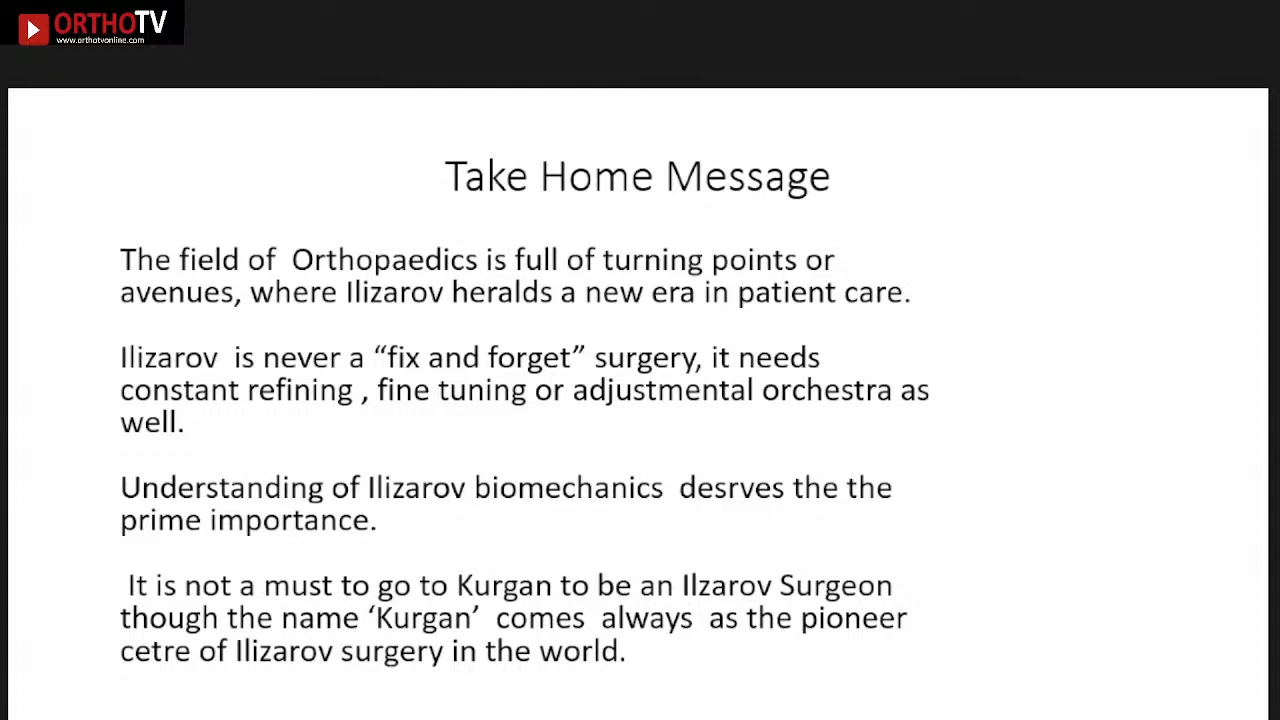 ORTHOTV
www.orthotvonline.com
Take Home Message
The field of Orthopaedics is full of turning points or
avenues, where Ilizarov heralds a new era in patient care.
Ilizarov is never a “fix and forget” surgery, it needs
constant refining , fine tuning or adjustmental orchestra as
well.
Understanding of Ilizarov biomechanics desrves the the
prime importance.
It is not a must to go to Kurgan to be an Ilzarov Surgeon
though the name ‘Kurgan’ comes always as the pioneer
cetre of Ilizarov surgery in the world.